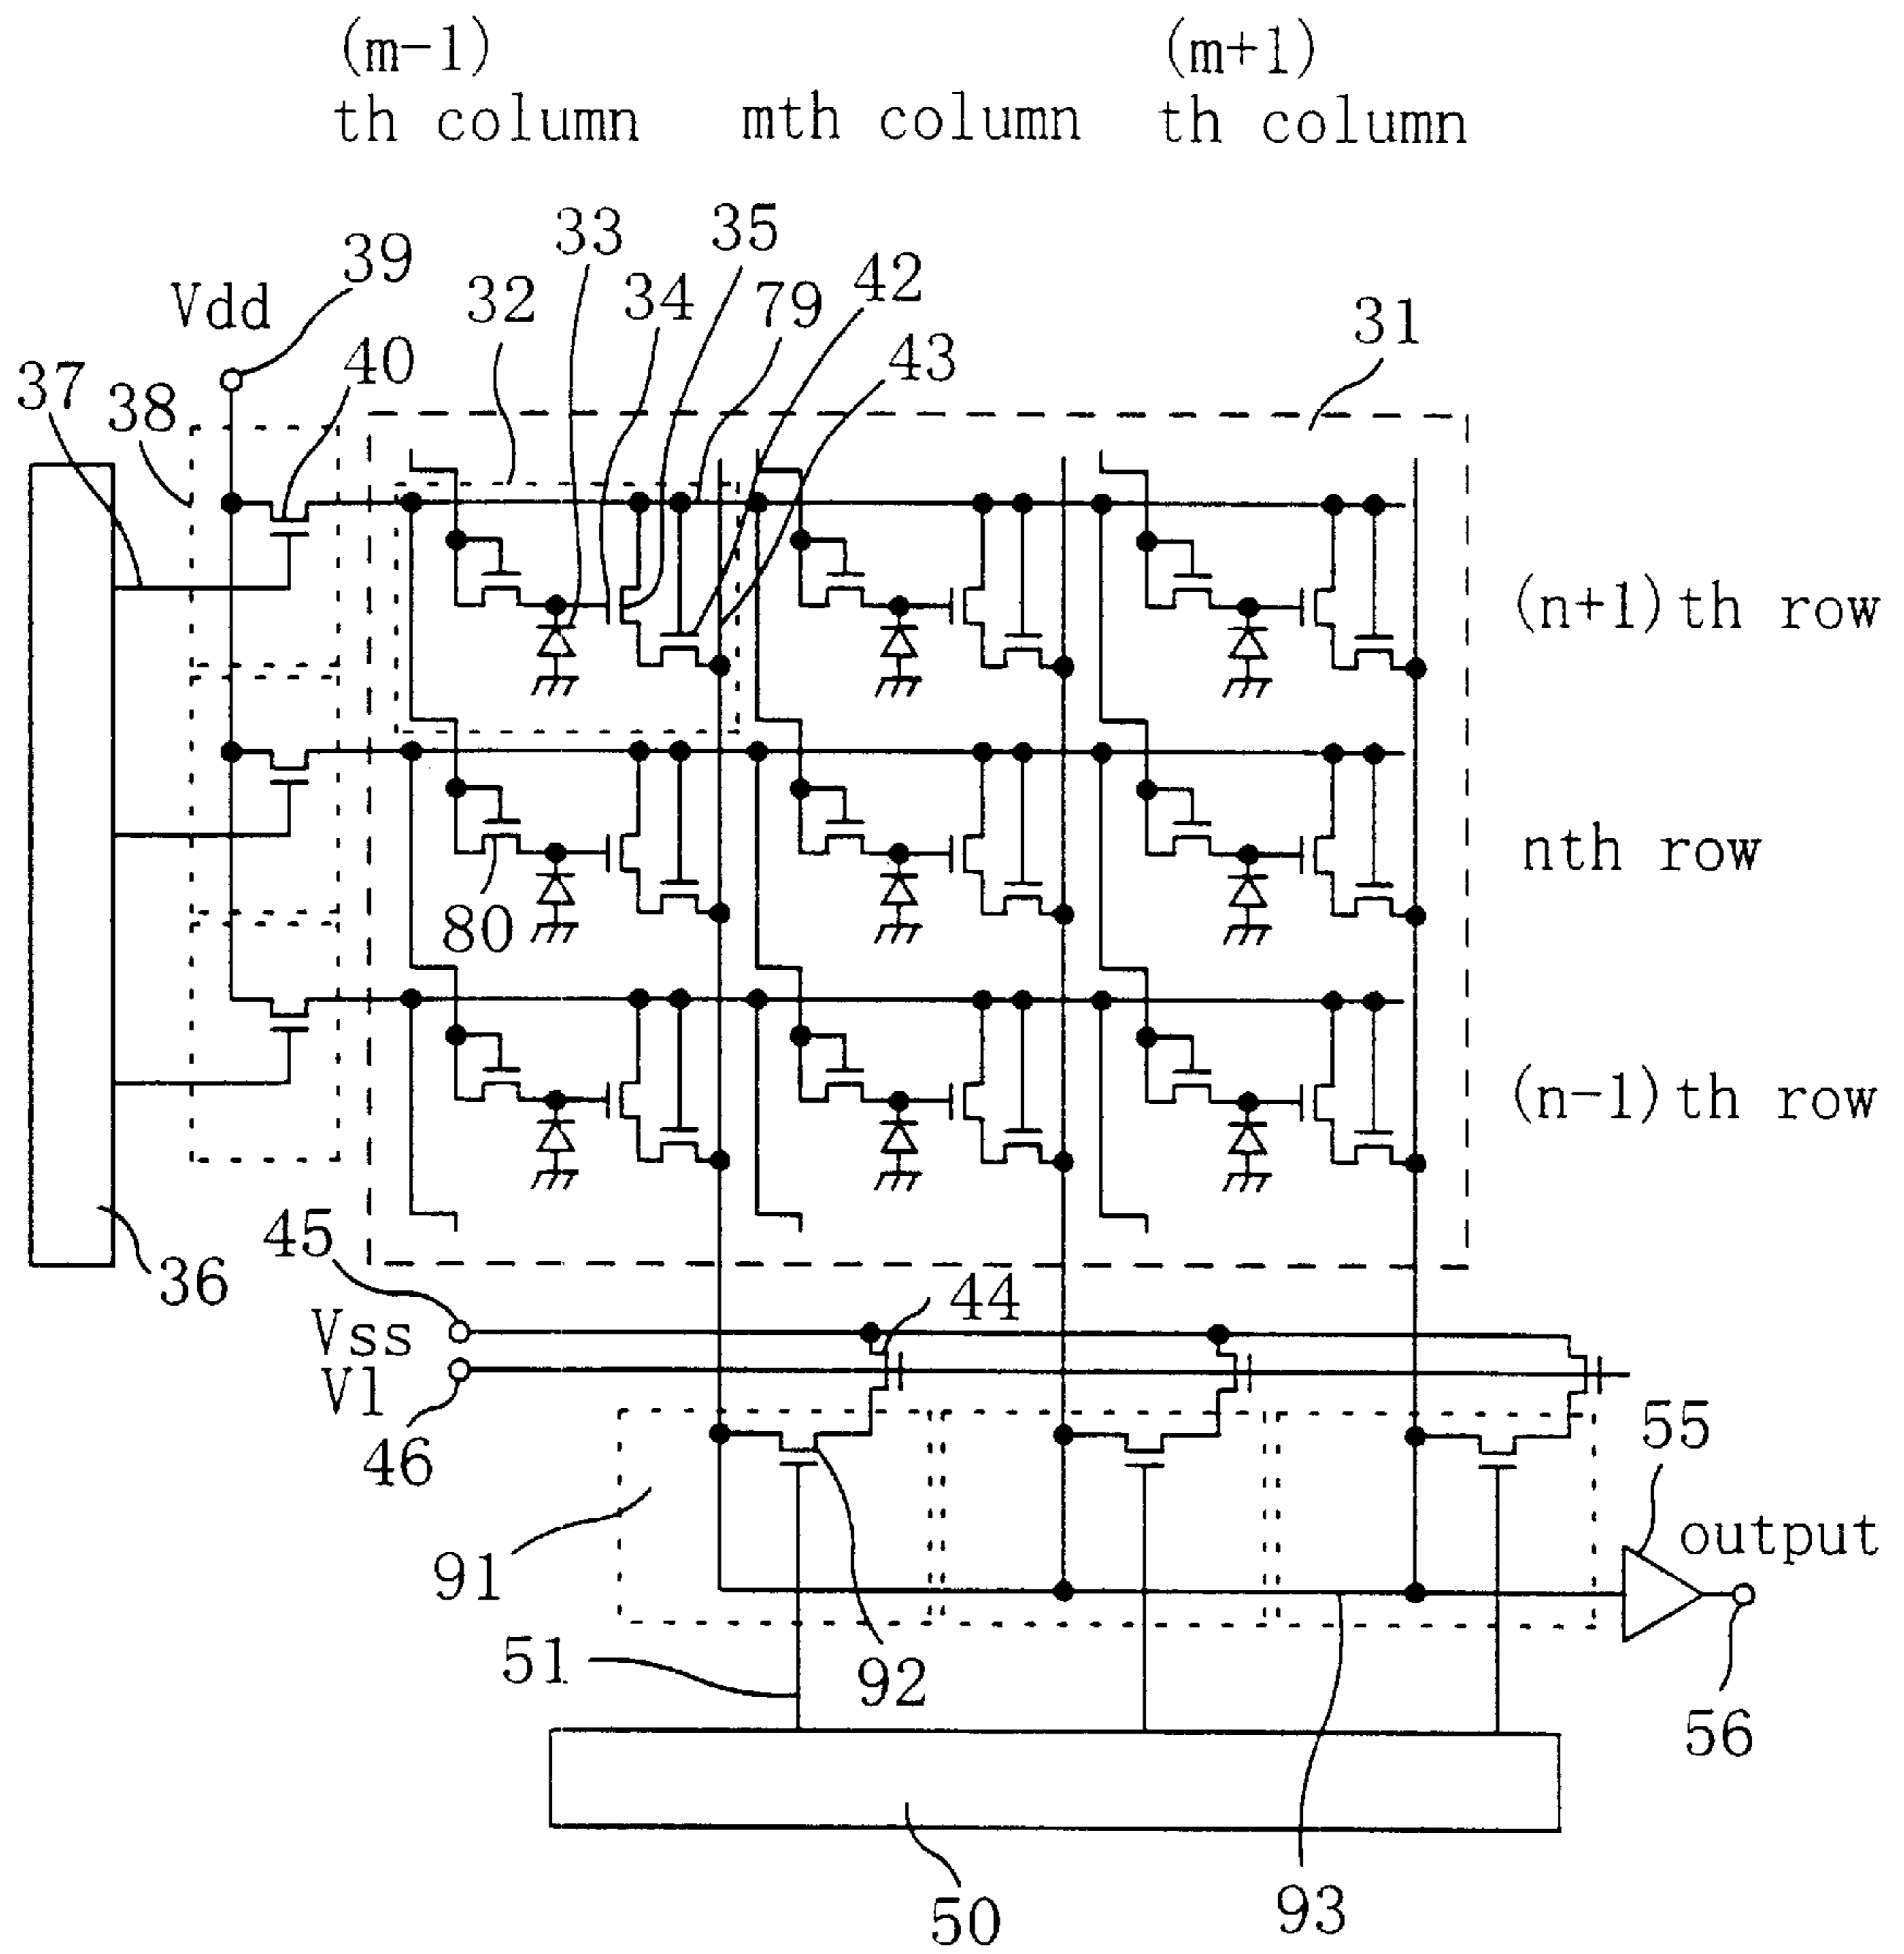 (m-1)
(m+1)
th column
mth column
th column
33
35
39
42
32
34
79
Vdd
31
40
43
37
38
(n+1)th row
nth row
80
(n-1)th row
45
36
44
Vss
Vl
46
55
output
91
51
92
56
50
93